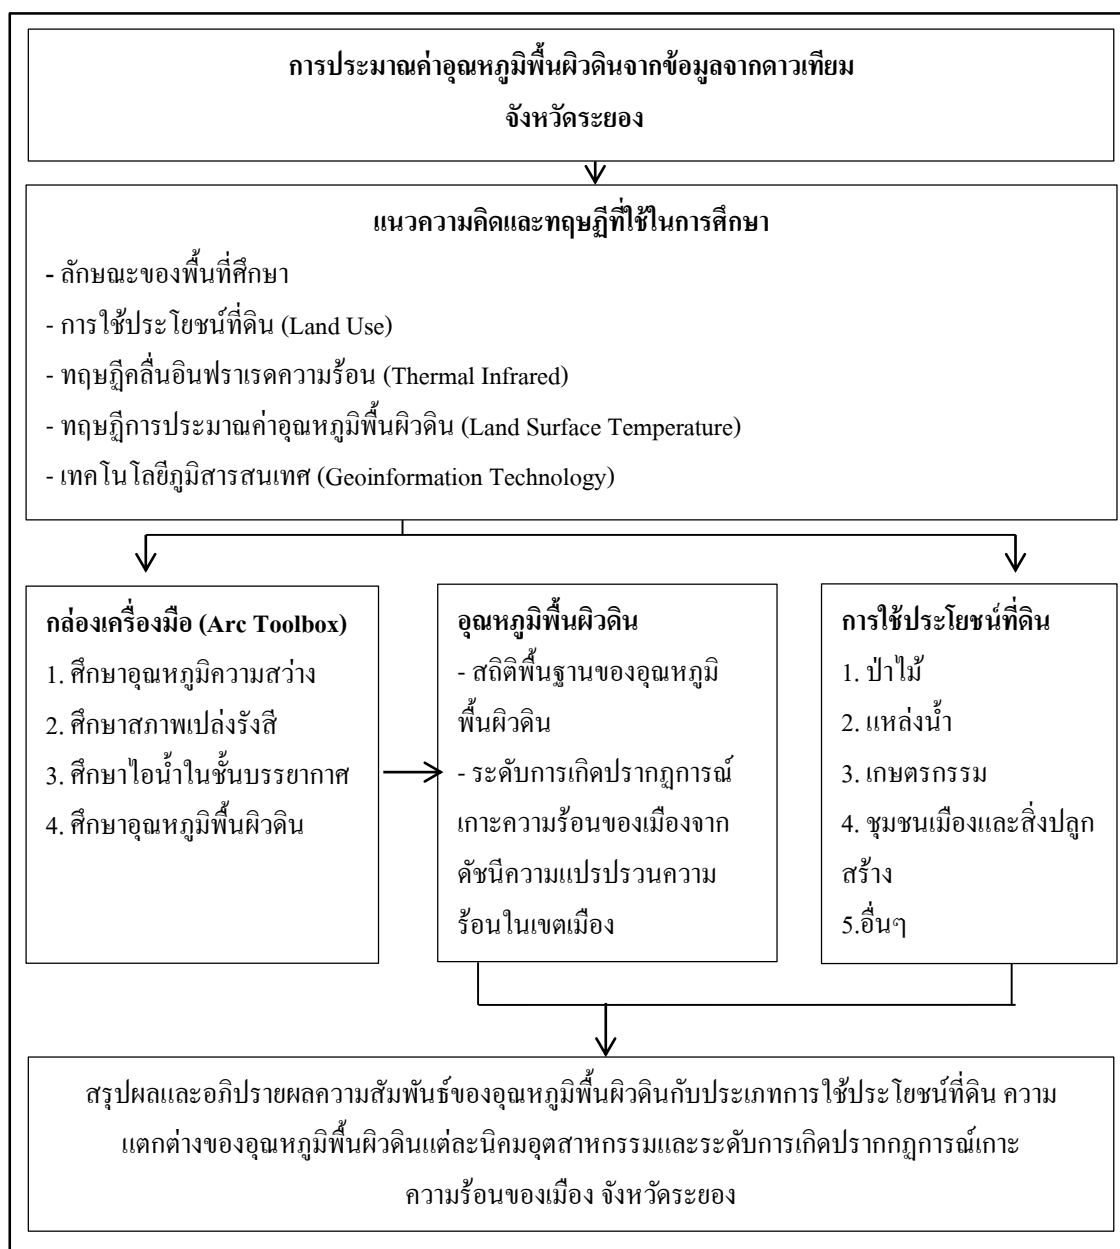 การประมาณค่าอุณหภูมิพื้นผิวดินจากข้อมูลจากดาวเทียม
จังหวัดระยอง
แนวความคิดและทฤษฎีที่ใช้ในการศึกษา
- ลักษณะของพื้นที่ศึกษา
- การใช้ประโยชน์ที่ดิน (Land Use)
- ทฤษฎีคลื่นอินฟราเรดความร้อน (Thermal Infrared)
- ทฤษฎีการประมาณค่าอุณหภูมิพื้นผิวดิน (Land Surface Temperature)
- เทคโนโลยีภูมิสารสนเทศ (Geoinformation Technology)
กล่องเครื่องมือ (Arc Toolbox)
1. ศึกษาอุณหภูมิความสว่าง
2. ศึกษาสภาพเปล่งรังสี
3. ศึกษาไอน้ำในชั้นบรรยากาศ
4. ศึกษาอุณหภูมิพื้นผิวดิน
อุณหภูมิพื้นผิวดิน
- สถิติพื้นฐานของอุณหภูมิ
พื้นผิวดิน
- ระดับการเกิดปรากฏการณ์
เกาะความร้อนของเมืองจาก
ดัชนีความแปรปรวนความ
ร้อนในเขตเมือง
การใช้ประโยชน์ที่ดิน
1. ป่าไม้
2. แหล่งน้ำ
3. เกษตรกรรม
4. ชุมชนเมืองและสิ่งปลูก
สร้าง
5.อื่นๆ
สรุปผลและอภิปรายผลความสัมพันธ์ของอุณหภูมิพื้นผิวดินกับประเภทการใช้ประโยชน์ที่ดิน ความ
แตกต่างของอุณหภูมิพื้นผิวดินแต่ละนิคมอุตสาหกรรมและระดับการเกิดปรากกฏการณ์เกาะ
ความร้อนของเมือง จังหวัดระยอง